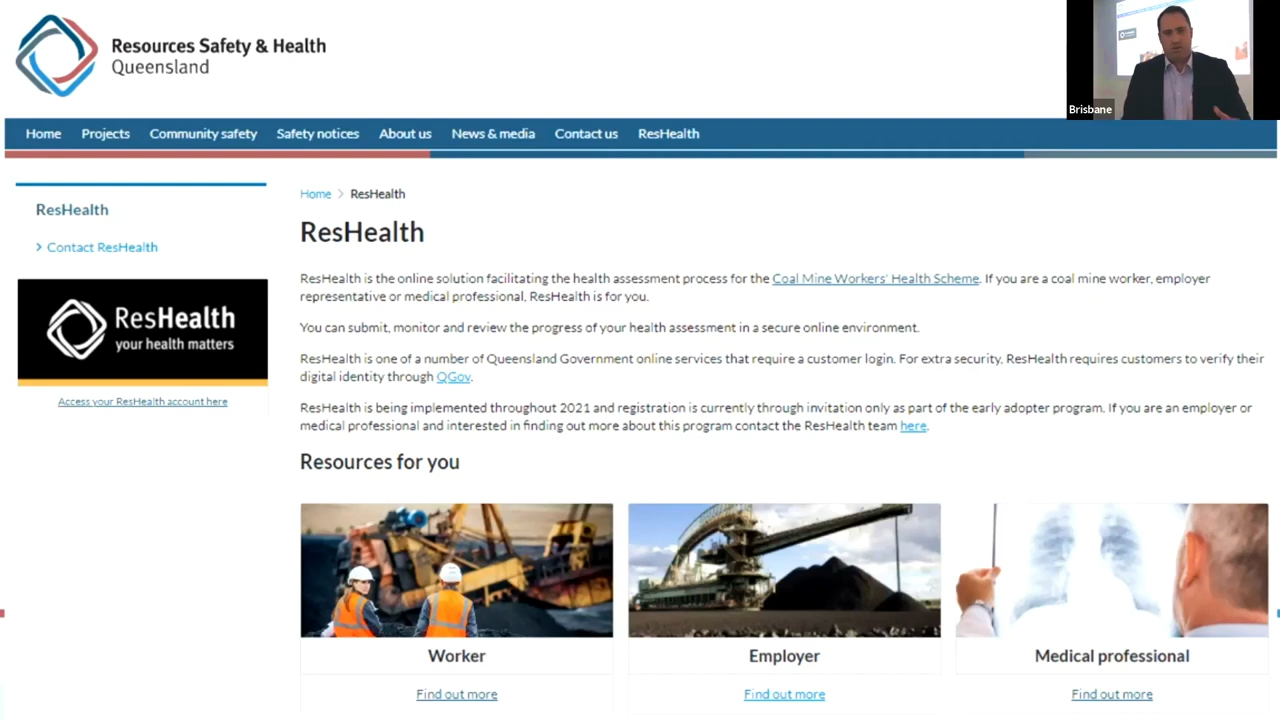 Resources Safety & Health
Queensland
Brisbane
Home Projects Community safety Safety notices About us News & media Contact us ResHealth
ResHealth
Contact ResHealth
ResHealth
your health matters
Access your ResHealth account here
Home > ResHealth
ResHealth
ResHealth is the online solution facilitating the health assessment process for the Coal Mine Workers' Health Scheme. If you are a coal mine worker, employer
representative or medical professional, ResHealth is for you.
You can submit, monitor and review the progress of your health assessment in a secure online environment.
ResHealth is one of a number of Queensland Government online services that require a customer login. For extra security, ResHealth requires customers to verify their
digital identity through QGov.
ResHealth is being implemented throughout 2021 and registration is currently through invitation only as part of the early adopter program. If you are an employer or
medical professional and interested in finding out more about this program contact the ResHealth team here.
Resources for you
Worker
Find out more
Employer
Find out more
Medical professional
Find out more